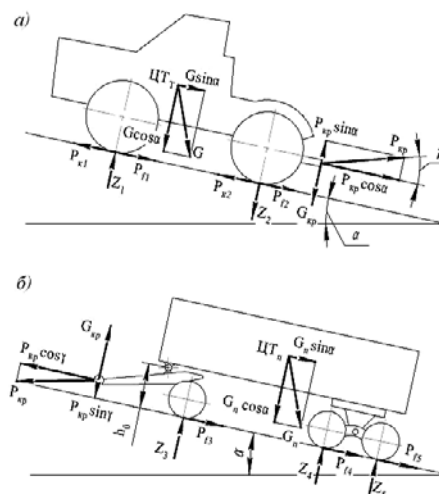 а)
ЦТт Gsinα
Pкр sinα
Pкр
Gcosα
G
Pкр cosα
Pк1
Pf1
Z1
Pк2
Pf2
Z2
Gкр
α
б)
Gкр
Pкр cosγ
Pкр
Pкр sinγ
h0
ЦТп
Gп sinα
Gп cosα
Gп
Z3
Pf3
α
Z4
Pf4
Pf5